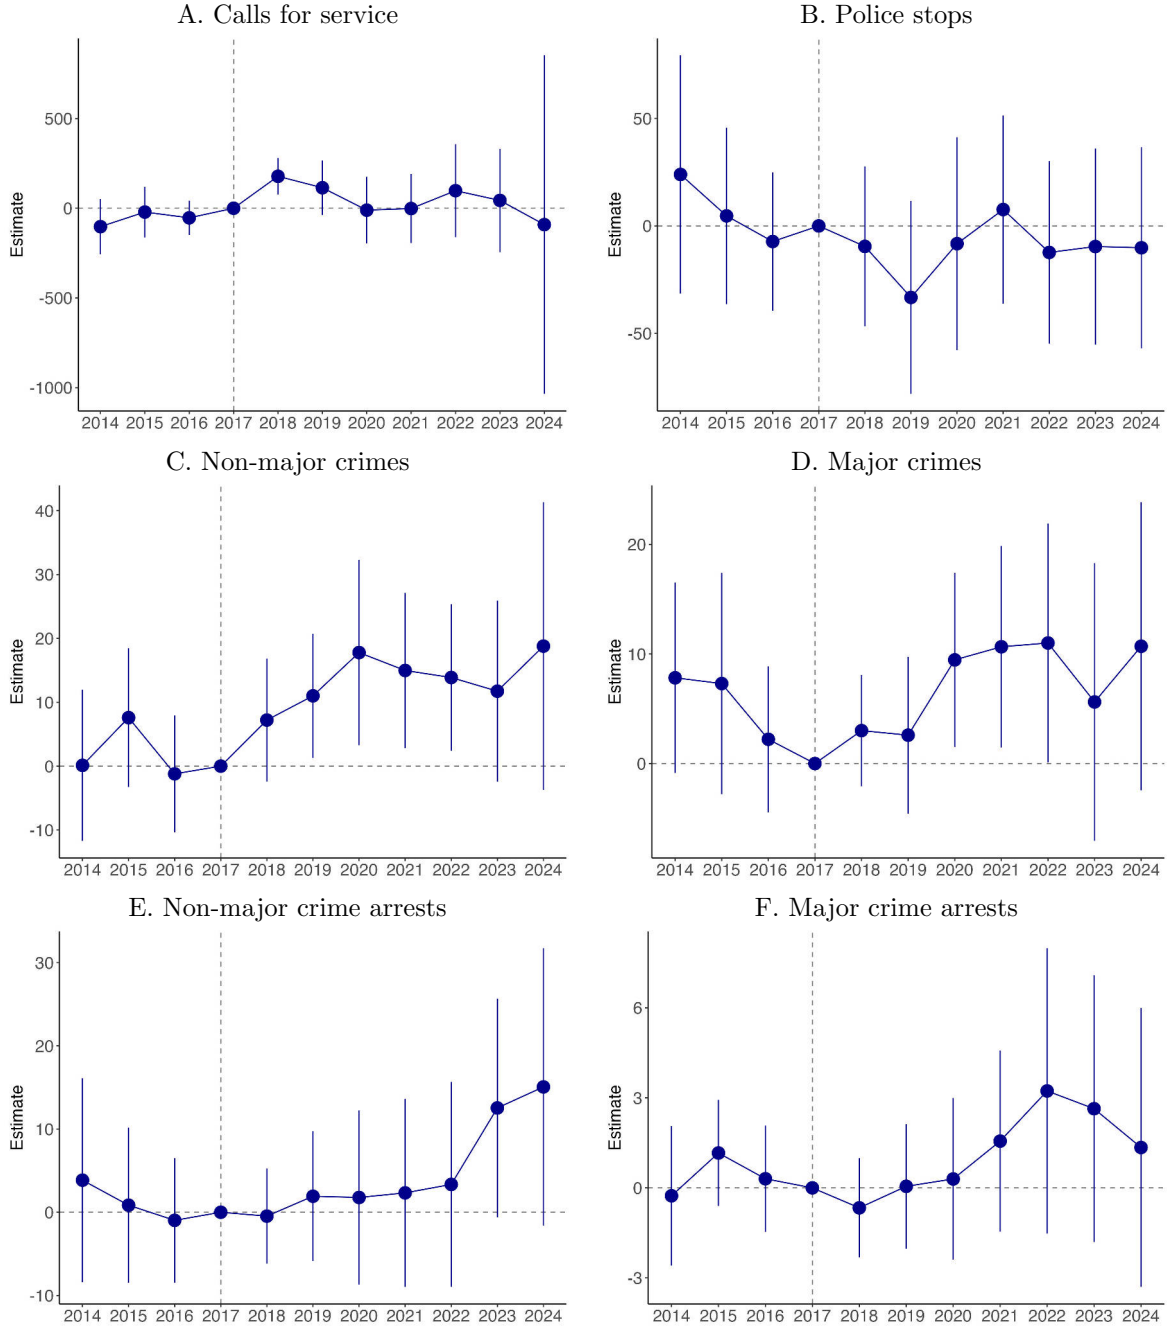 A. Calls for service
500
0
-500
-1000
Estimate
2014 2015 2016 2017 2018 2019 2020 2021 2022 2023 2024
B. Police stops
50
0
-50
Estimate
2014 2015 2016 2017 2018 2019 2020 2021 2022 2023 2024
C. Non-major crimes
40
30
20
10
0
-10
Estimate
2014 2015 2016 2017 2018 2019 2020 2021 2022 2023 2024
D. Major crimes
20
10
0
Estimate
2014 2015 2016 2017 2018 2019 2020 2021 2022 2023 2024
E. Non-major crime arrests
30
20
10
0
-10
Estimate
2014 2015 2016 2017 2018 2019 2020 2021 2022 2023 2024
F. Major crime arrests
6
3
0
-3
Estimate
2014 2015 2016 2017 2018 2019 2020 2021 2022 2023 2024